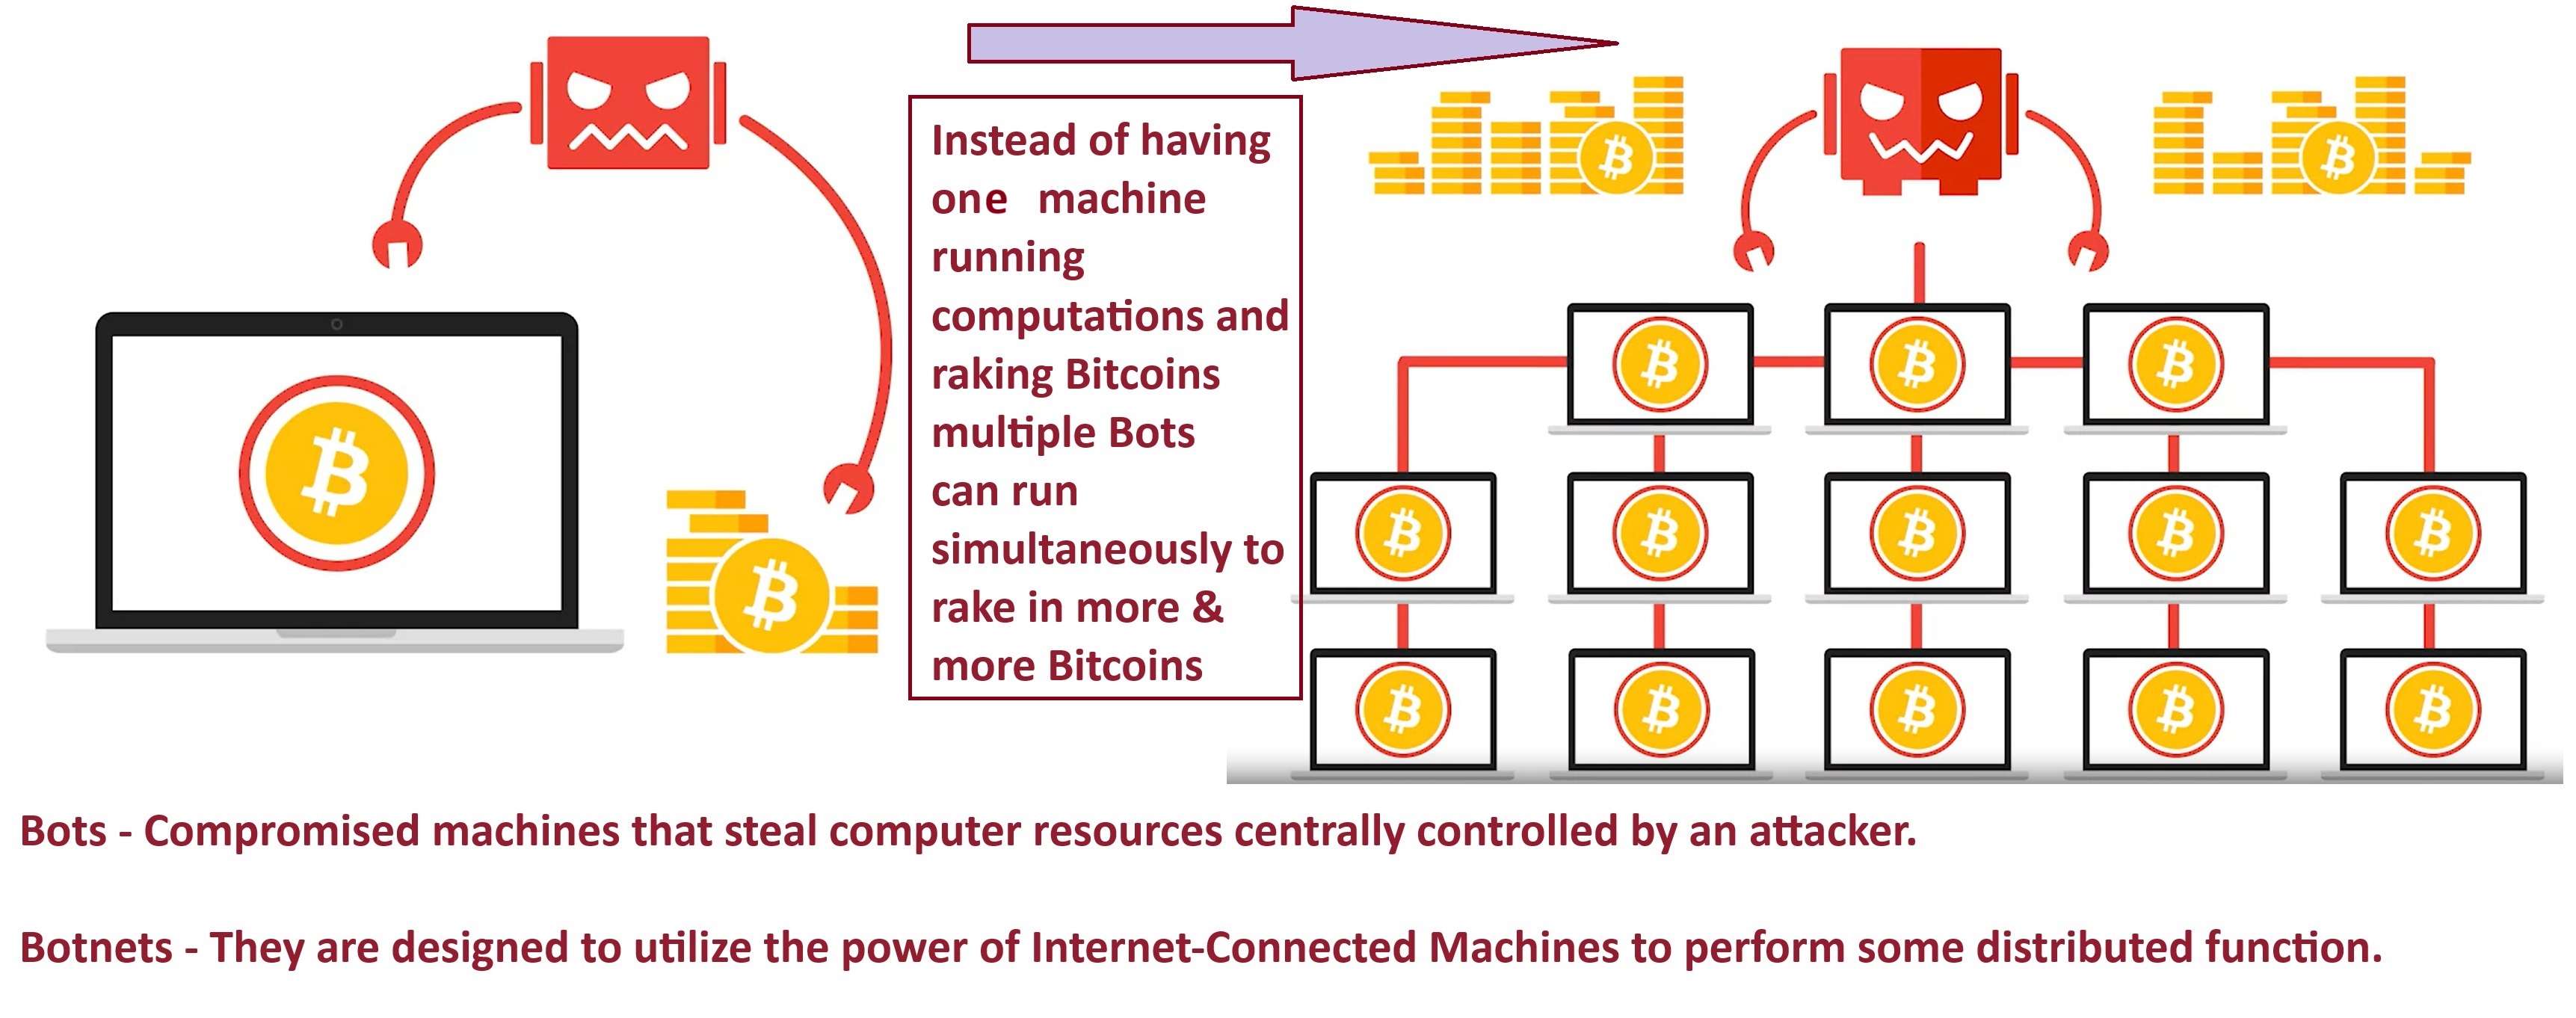 Instead of having
one machine
running
computations and
raking Bitcoins
multiple Bots
can run
simultaneously to
rake in more &
more Bitcoins
Bots - Compromised machines that steal computer resources centrally controlled by an attacker.
Botnets - They are designed to utilize the power of Internet-Connected Machines to perform some distributed function.